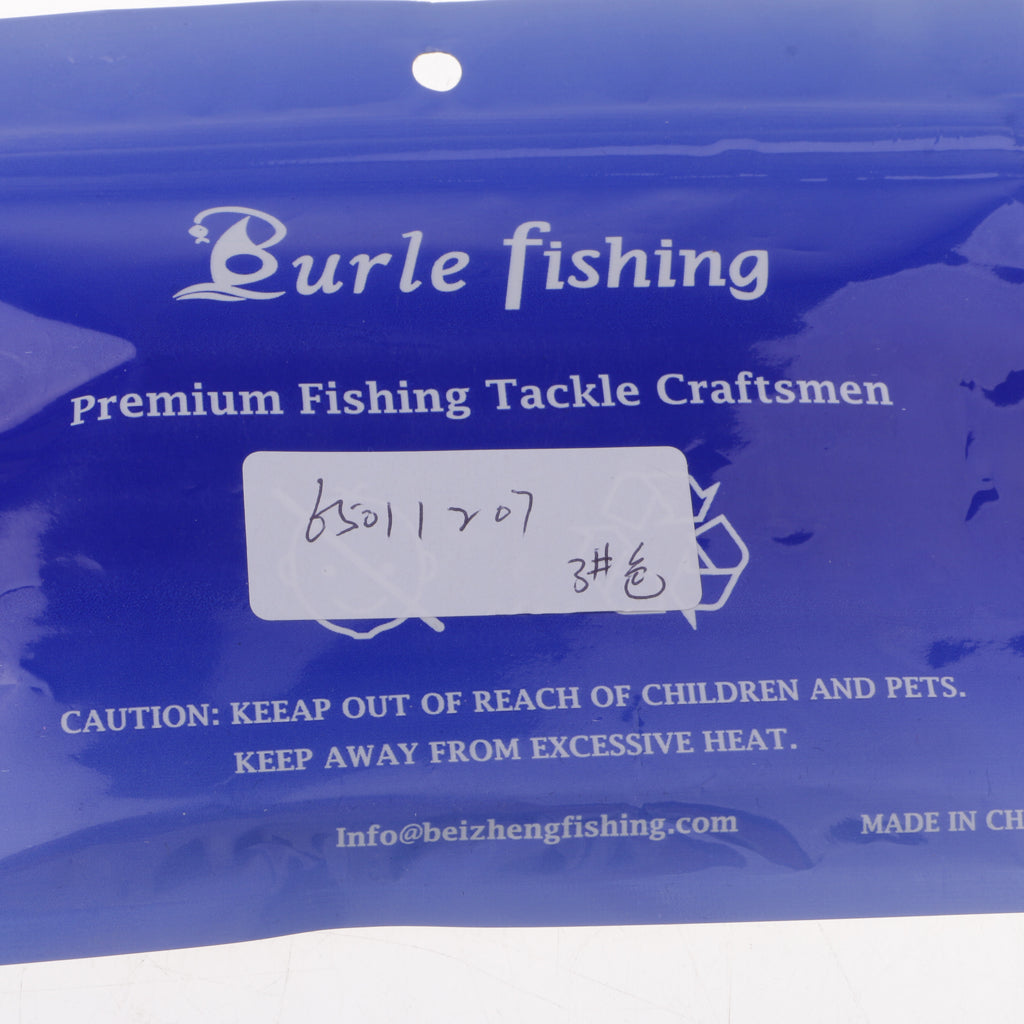 Burle fishing
Premium Fishing Tackle Craftsmen
65011207
3#色
CAUTION: KEEAP OUT OF REACH OF CHILDREN AND PETS.
KEEP AWAY FROM EXCESSIVE HEAT.
Info@beizhengfishing.com
MADE IN CH